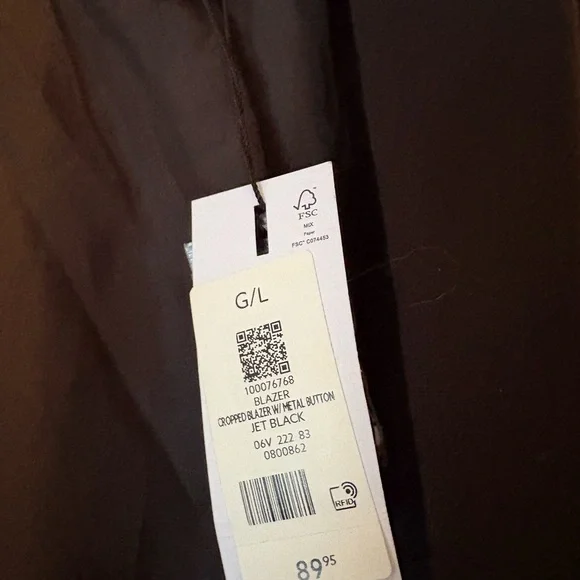 FSC
MIX
Paper
FSC® C074453
G/L
100076768
BLAZER
CROPPED BLAZER W/ METAL BUTTON
JET BLACK
06V 222 83
0800862
RFID
89.95